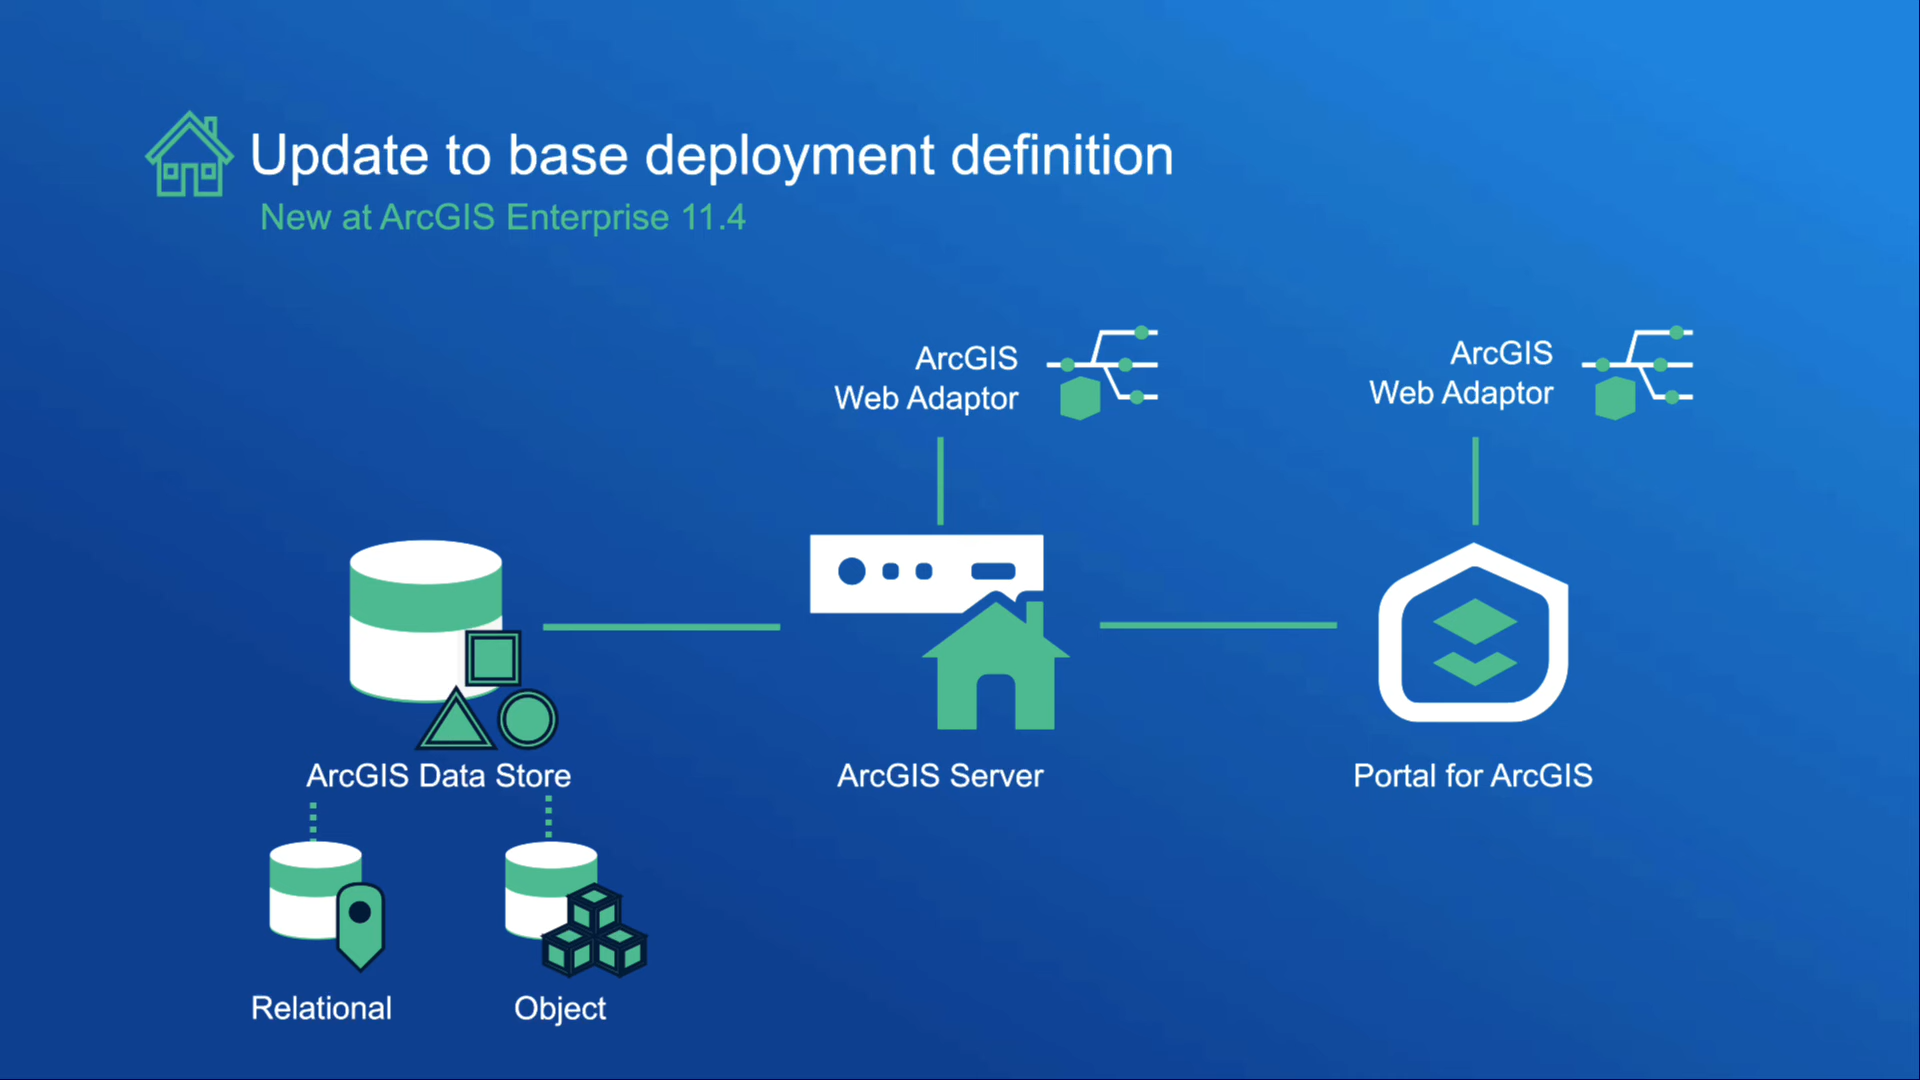 Update to base deployment definition
New at ArcGIS Enterprise 11.4
ArcGIS
Web Adaptor
ArcGIS
Web Adaptor
ArcGIS Data Store
ArcGIS Server
Portal for ArcGIS
Relational
Object